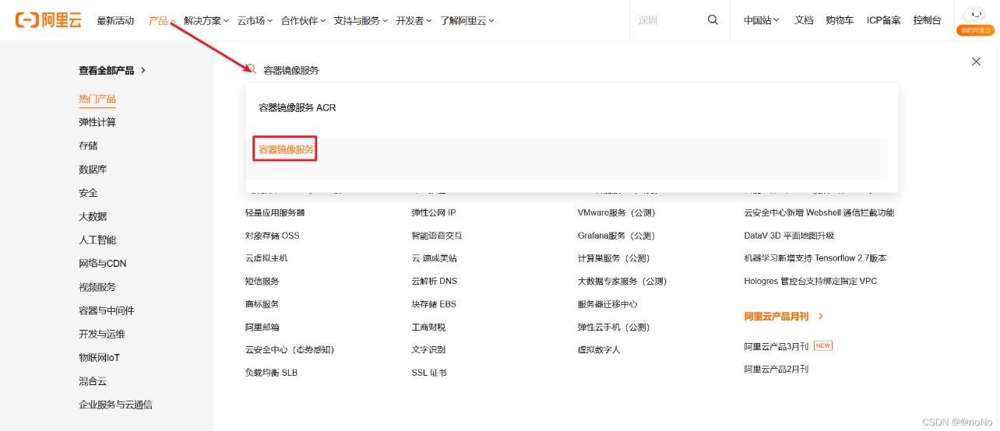 阿里云
最新活动 产品 解决方案 云市场 合作伙伴 支持与服务 开发者 了解阿里云 深圳 中国站 文档 购物车 ICP备案 控制台
我的阿里云
查看全部产品
容器镜像服务
热门产品
弹性计算
存储
数据库
安全
大数据
人工智能
网络与CDN
视频服务
容器与中间件
开发与运维
物联网IoT
混合云
企业服务与云通信
容器镜像服务 ACR
容器镜像服务
轻量应用服务器
对象存储 OSS
云虚拟主机
短信服务
商标服务
阿里邮箱
云安全中心（态势感知）
负载均衡 SLB
弹性公网 IP
智能语音交互
云·速成美站
云解析 DNS
块存储 EBS
工商财税
文字识别
SSL 证书
VMware服务（公测）
Grafana服务（公测）
计算巢服务（公测）
大数据专家服务（公测）
服务器迁移中心
弹性云手机（公测）
虚拟数字人
云安全中心新增 Webshell 通信拦截功能
DataV 3D 平面地图升级
机器学习新增支持 Tensorflow 2.7版本
Hologres 管控台支持绑定指定 VPC
阿里云产品月刊
阿里云产品3月刊 NEW
阿里云产品2月刊
CSDN @@noNo